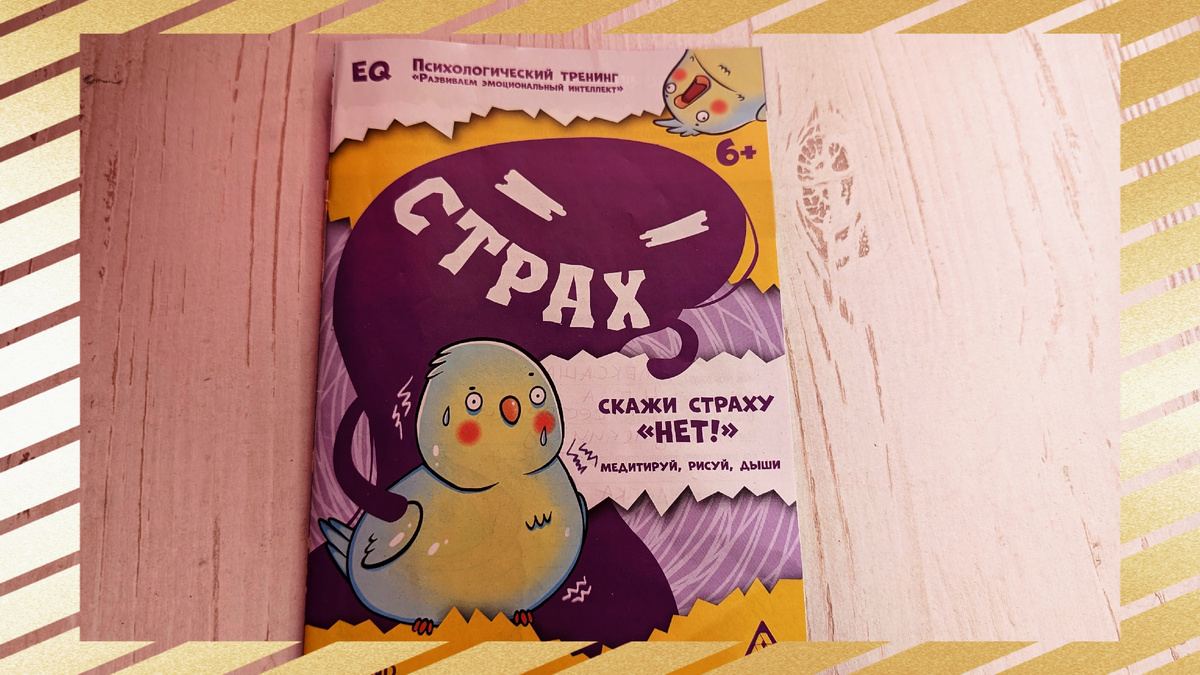 EQ
Психологический тренинг
«Развиваем эмоциональный интеллект»
6+
СТРАХ
СКАЖИ СТРАХУ
«НЕТ!»
МЕДИТИРУЙ, РИСУЙ, ДЫШИ